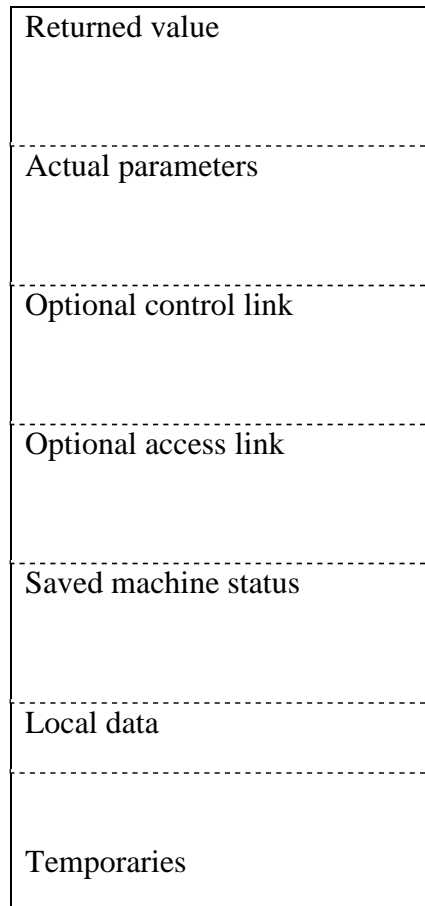 Returned value
Actual parameters
Optional control link
Optional access link
Saved machine status
Local data
Temporaries